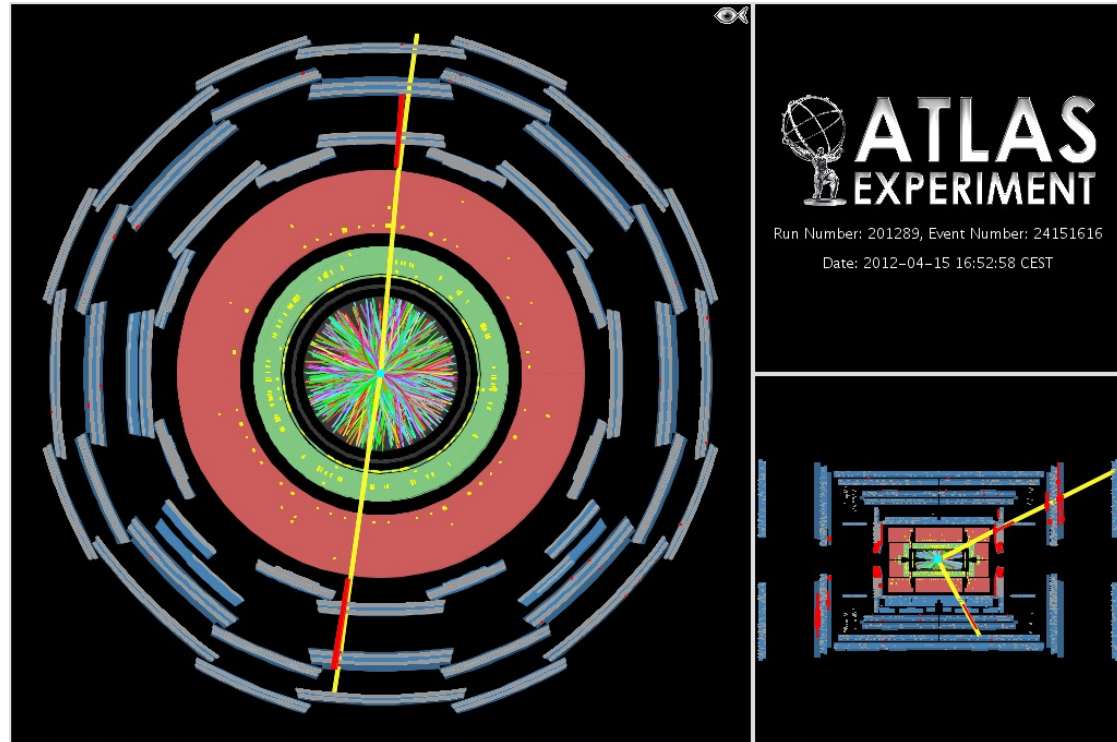 ATLAS
EXPERIMENT
Run Number: 201289, Event Number: 24151616
Date: 2012-04-15 16:52:58 CEST